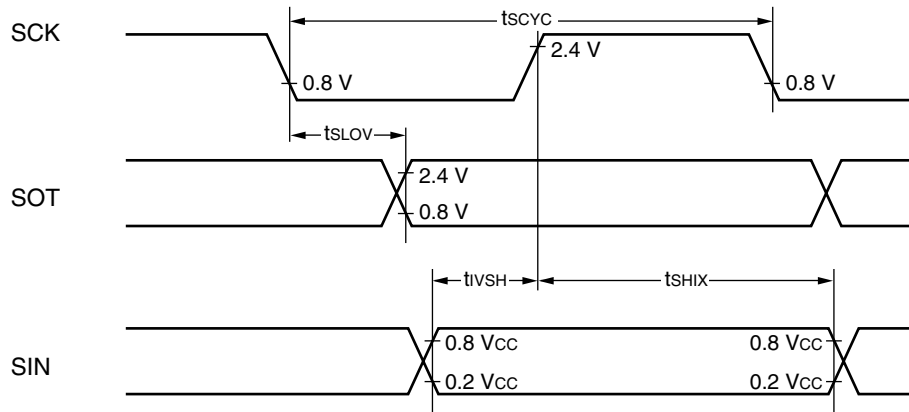 tSCYC
SCK
2.4 V
0.8 V
0.8 V
tSLOV
2.4 V
SOT
0.8 V
tIVSH
tSHIX
0.8 VCC
0.8 VCC
SIN
0.2 VCC
0.2 VCC